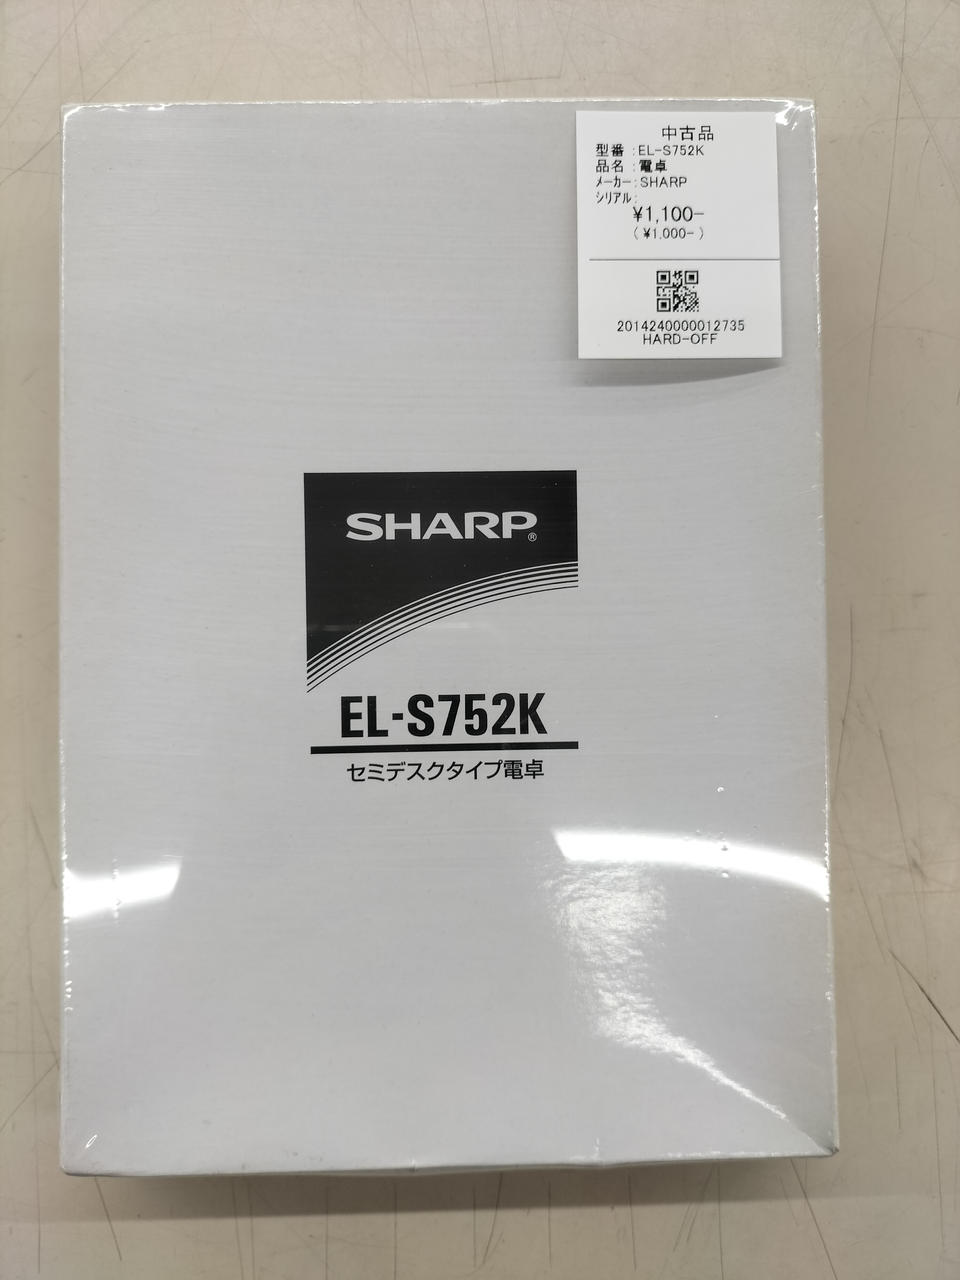 中古品
型番 :EL-S752K
品名 :電卓
ﾒｰｶｰ:SHARP
ｼﾘｱﾙ:
¥1,100-
(¥1,000-)
2014240000012735
HARD-OFF
SHARP®
EL-S752K
セミデスクタイプ電卓